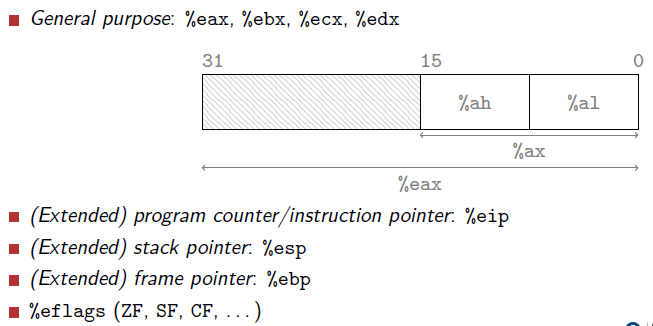 General purpose: %eax, %ebx, %ecx, %edx
31 15 0
%ah %al
%ax
%eax
(Extended) program counter/instruction pointer: %eip
(Extended) stack pointer: %esp
(Extended) frame pointer: %ebp
%eflags (ZF, SF, CF, ...)